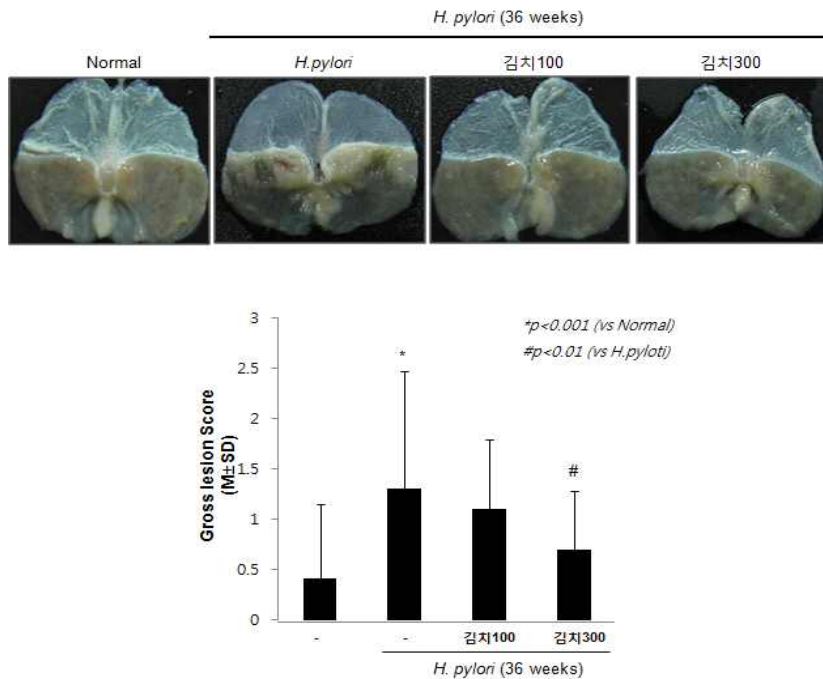 H. pylori (36 weeks)
Normal
H.pylori
김치100
김치300
*p<0.001 (vs Normal)
#p<0.01 (vs H.pyloti)
Gross lesion Score
(M±SD)
3
2.5
2
1.5
1
0.5
0
*
#
-
-
김치100
김치300
H. pylori (36 weeks)